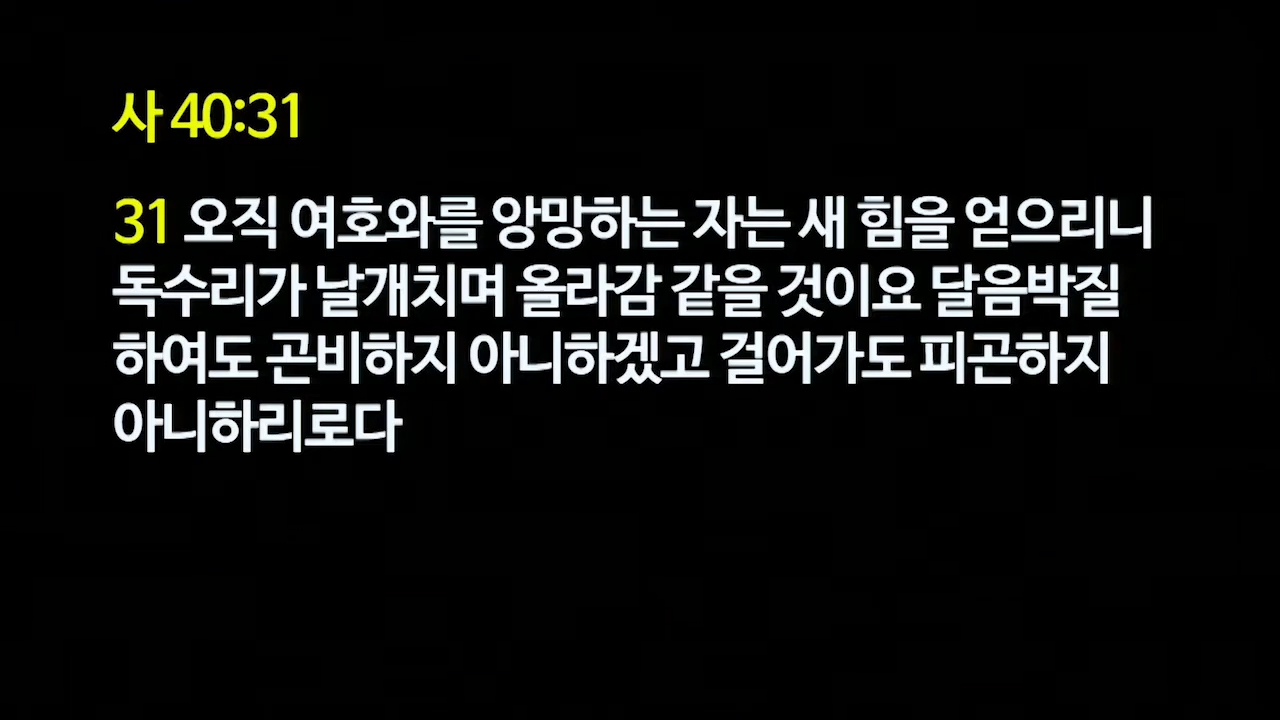 사 40:31
31 오직 여호와를 앙망하는 자는 새 힘을 얻으리니
독수리가 날개치며 올라감 같을 것이요 달음박질
하여도 곤비하지 아니하겠고 걸어가도 피곤하지
아니하리로다